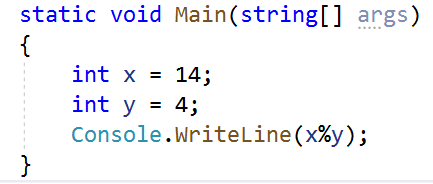 static void Main(string[] args)
{
int x = 14;
int y = 4;
Console.WriteLine(x%y);
}